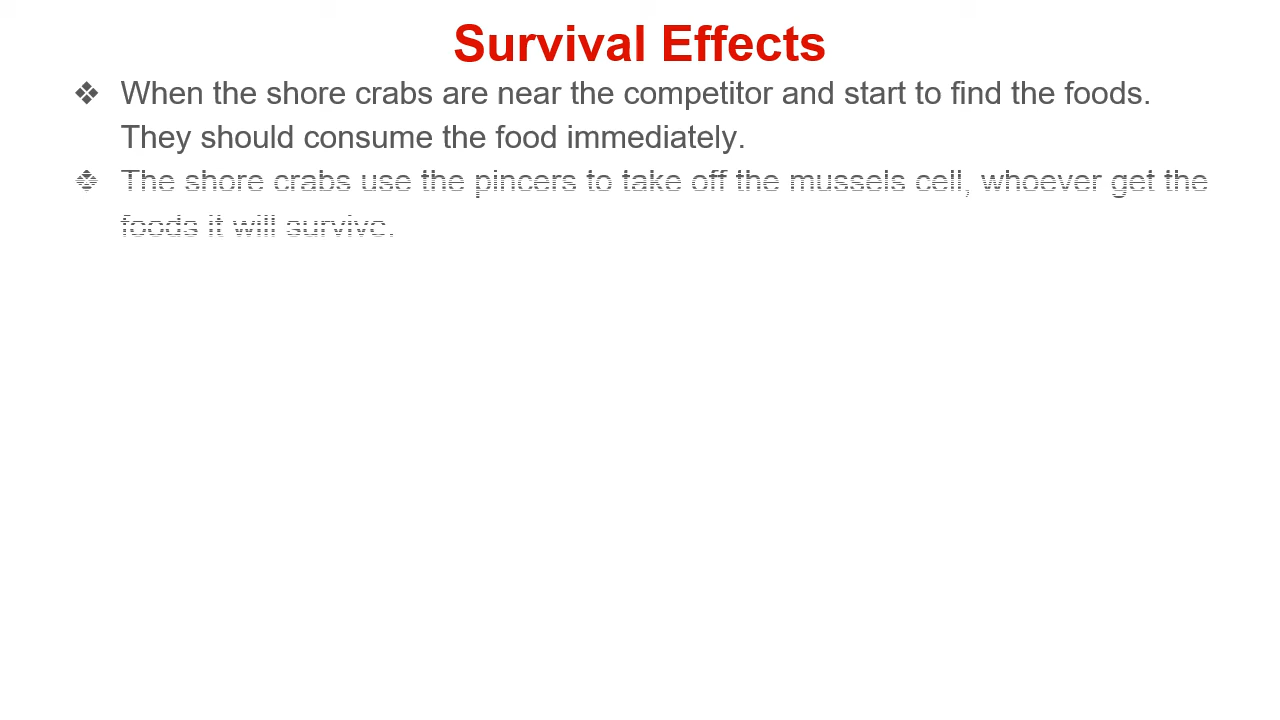 Survival Effects
❖ When the shore crabs are near the competitor and start to find the foods.
They should consume the food immediately.
❖ The shore crabs use the pincers to take off the mussels cell, whoever get the
foods it will survive.